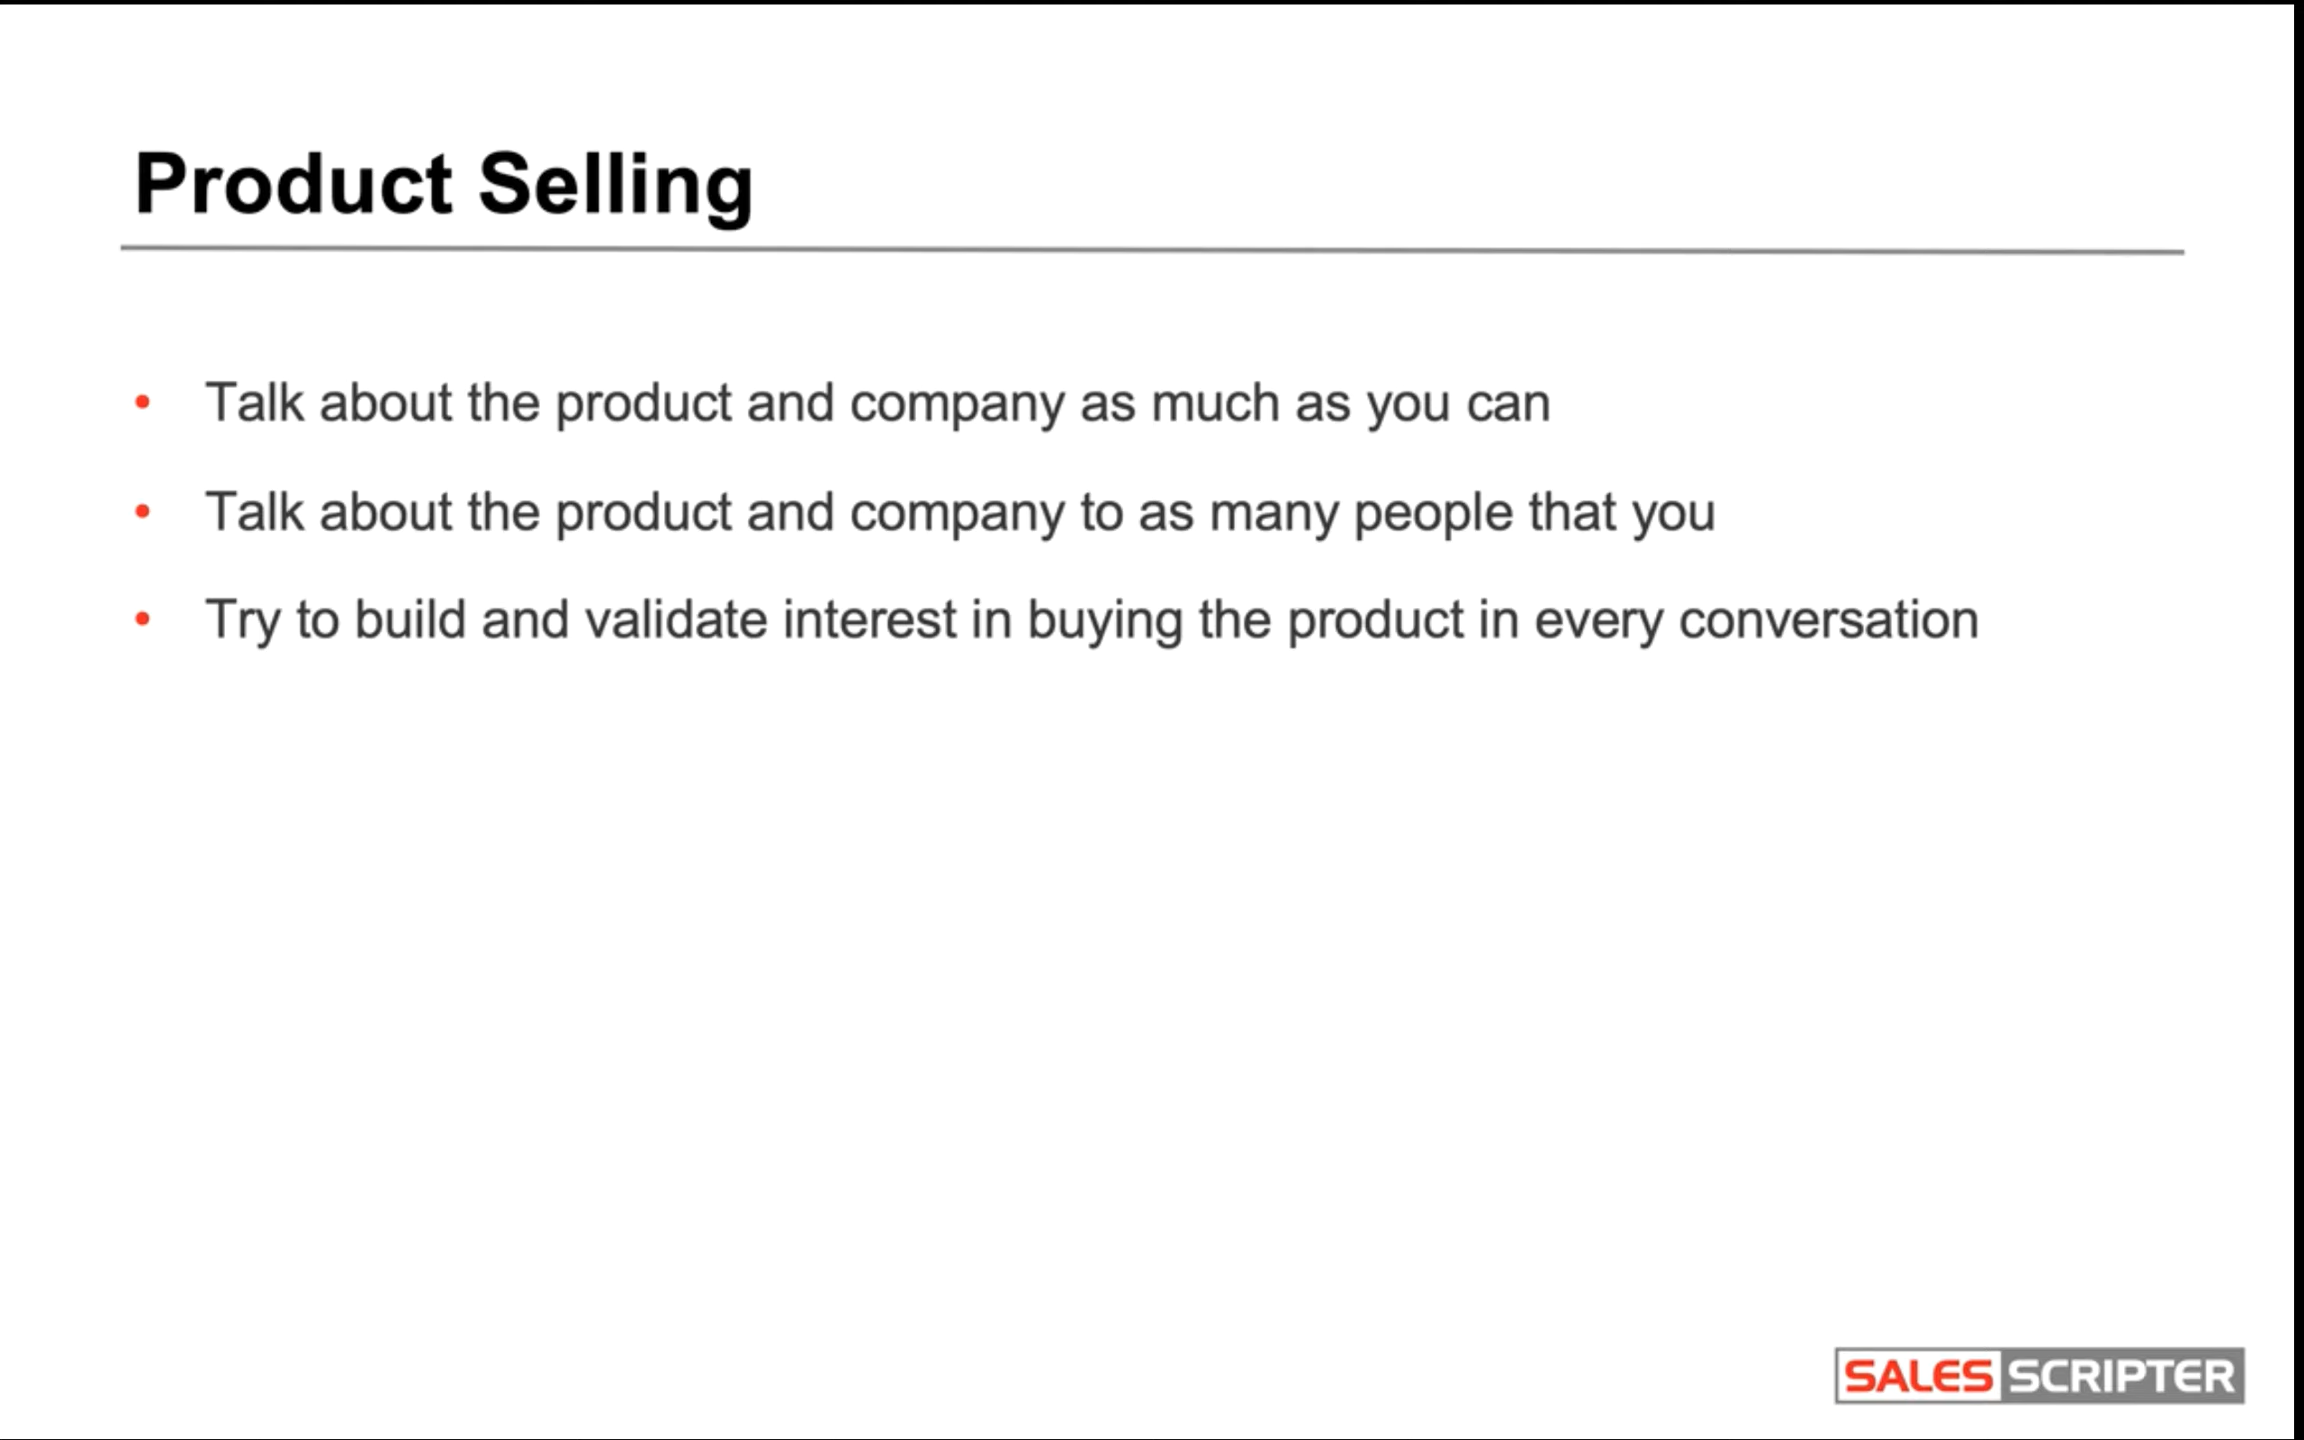 Product Selling
• Talk about the product and company as much as you can
• Talk about the product and company to as many people that you
• Try to build and validate interest in buying the product in every conversation
SALES SCRIPTER